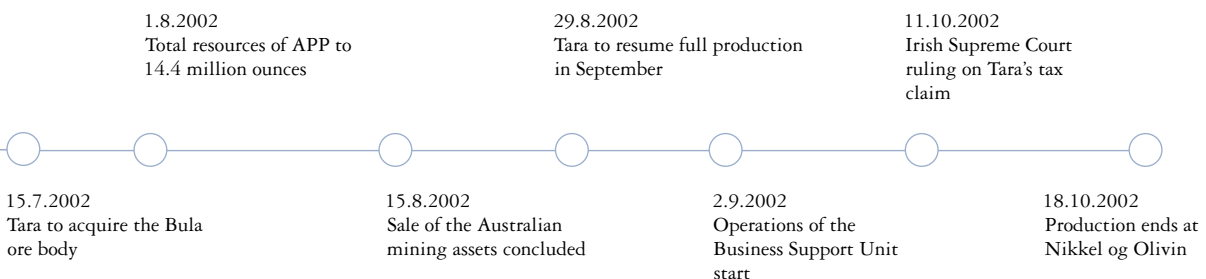 1.8.2002
Total resources of APP to
14.4 million ounces
29.8.2002
Tara to resume full production
in September
11.10.2002
Irish Supreme Court
ruling on Tara’s tax
claim
15.7.2002
Tara to acquire the Bula
ore body
15.8.2002
Sale of the Australian
mining assets concluded
2.9.2002
Operations of the
Business Support Unit
start
18.10.2002
Production ends at
Nikkel og Olivin